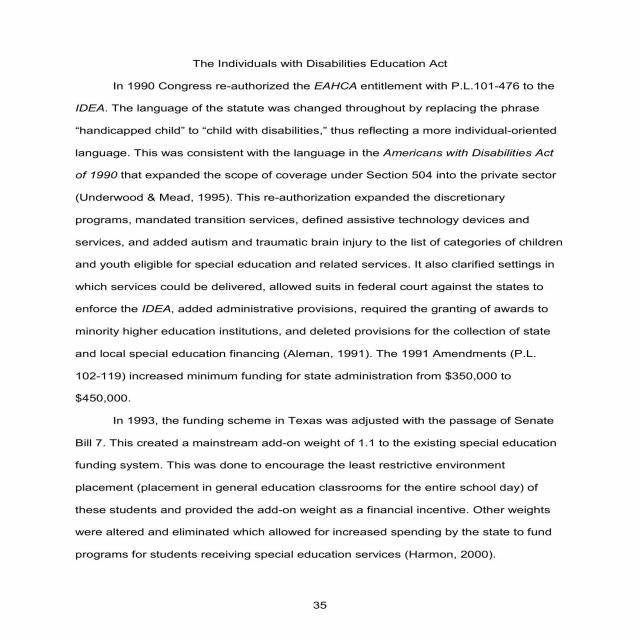 The Individuals with Disabilities Education Act
In 1990 Congress re-authorized the EAHCA entitlement with P.L.101-476 to the
IDEA. The language of the statute was changed throughout by replacing the phrase
“handicapped child” to “child with disabilities,” thus reflecting a more individual-oriented
language. This was consistent with the language in the Americans with Disabilities Act
of 1990 that expanded the scope of coverage under Section 504 into the private sector
(Underwood & Mead, 1995). This re-authorization expanded the discretionary
programs, mandated transition services, defined assistive technology devices and
services, and added autism and traumatic brain injury to the list of categories of children
and youth eligible for special education and related services. It also clarified settings in
which services could be delivered, allowed suits in federal court against the states to
enforce the IDEA, added administrative provisions, required the granting of awards to
minority higher education institutions, and deleted provisions for the collection of state
and local special education financing (Aleman, 1991). The 1991 Amendments (P.L.
102-119) increased minimum funding for state administration from $350,000 to
$450,000.
In 1993, the funding scheme in Texas was adjusted with the passage of Senate
Bill 7. This created a mainstream add-on weight of 1.1 to the existing special education
funding system. This was done to encourage the least restrictive environment
placement (placement in general education classrooms for the entire school day) of
these students and provided the add-on weight as a financial incentive. Other weights
were altered and eliminated which allowed for increased spending by the state to fund
programs for students receiving special education services (Harmon, 2000).
35